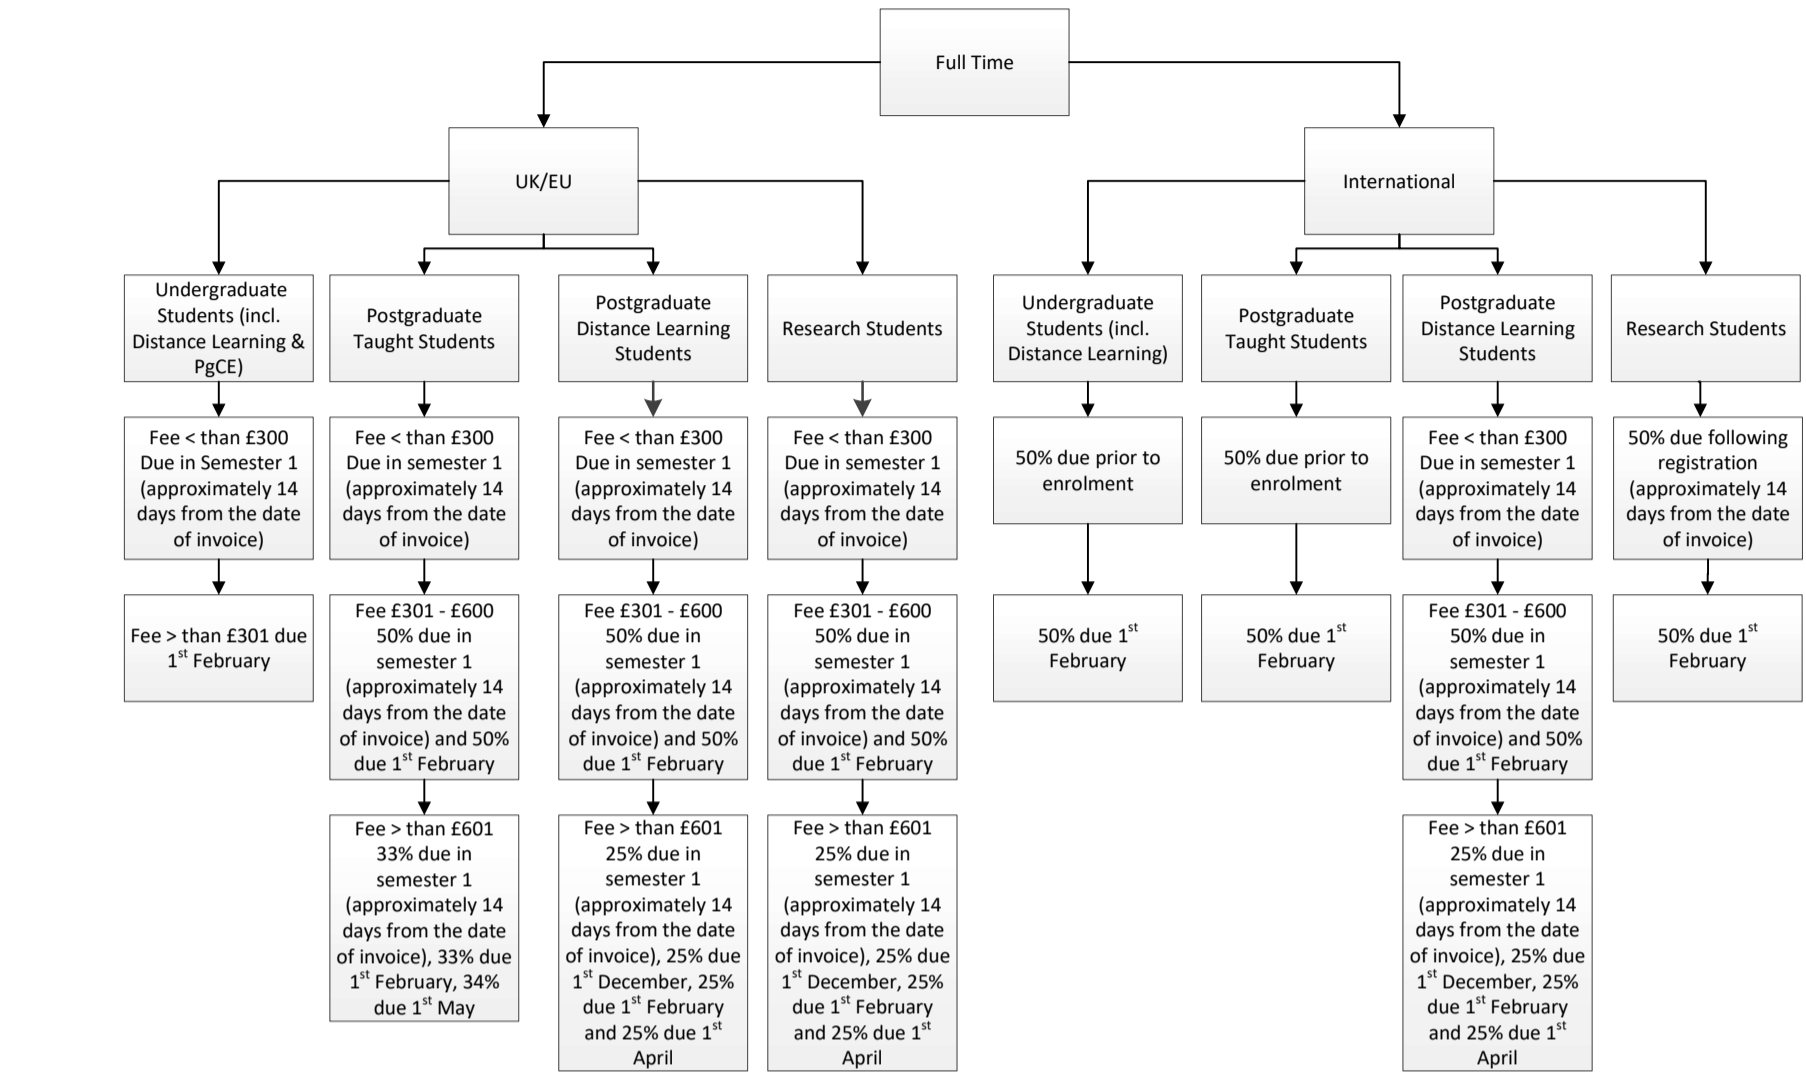 Full Time
UK/EU
International
Undergraduate
Students (incl.
Distance Learning &
PgCE)
Postgraduate
Taught Students
Postgraduate
Distance Learning
Students
Research Students
Undergraduate
Students (incl.
Distance Learning)
Postgraduate
Taught Students
Postgraduate
Distance Learning
Students
Research Students
Fee < than £300
Due in Semester 1
(approximately 14
days from the date
of invoice)
Fee < than £300
Due in semester 1
(approximately 14
days from the date
of invoice)
Fee < than £300
Due in semester 1
(approximately 14
days from the date
of invoice)
Fee < than £300
Due in semester 1
(approximately 14
days from the date
of invoice)
50% due prior to
enrolment
50% due prior to
enrolment
Fee < than £300
Due in semester 1
(approximately 14
days from the date
of invoice)
50% due following
registration
(approximately 14
days from the date
of invoice)
Fee > than £301 due
1st February
Fee £301 - £600
50% due in
semester 1
(approximately 14
days from the date
of invoice) and 50%
due 1st February
Fee £301 - £600
50% due in
semester 1
(approximately 14
days from the date
of invoice) and 50%
due 1st February
Fee £301 - £600
50% due in
semester 1
(approximately 14
days from the date
of invoice) and 50%
due 1st February
50% due 1st
February
50% due 1st
February
Fee £301 - £600
50% due in
semester 1
(approximately 14
days from the date
of invoice) and 50%
due 1st February
50% due 1st
February
Fee > than £601
33% due in
semester 1
(approximately 14
days from the date
of invoice), 33% due
1st February, 34%
due 1st May
Fee > than £601
25% due in
semester 1
(approximately 14
days from the date
of invoice), 25% due
1st December, 25%
due 1st February
and 25% due 1st
April
Fee > than £601
25% due in
semester 1
(approximately 14
days from the date
of invoice), 25% due
1st December, 25%
due 1st February
and 25% due 1st
April
Fee > than £601
25% due in
semester 1
(approximately 14
days from the date
of invoice), 25% due
1st December, 25%
due 1st February
and 25% due 1st
April